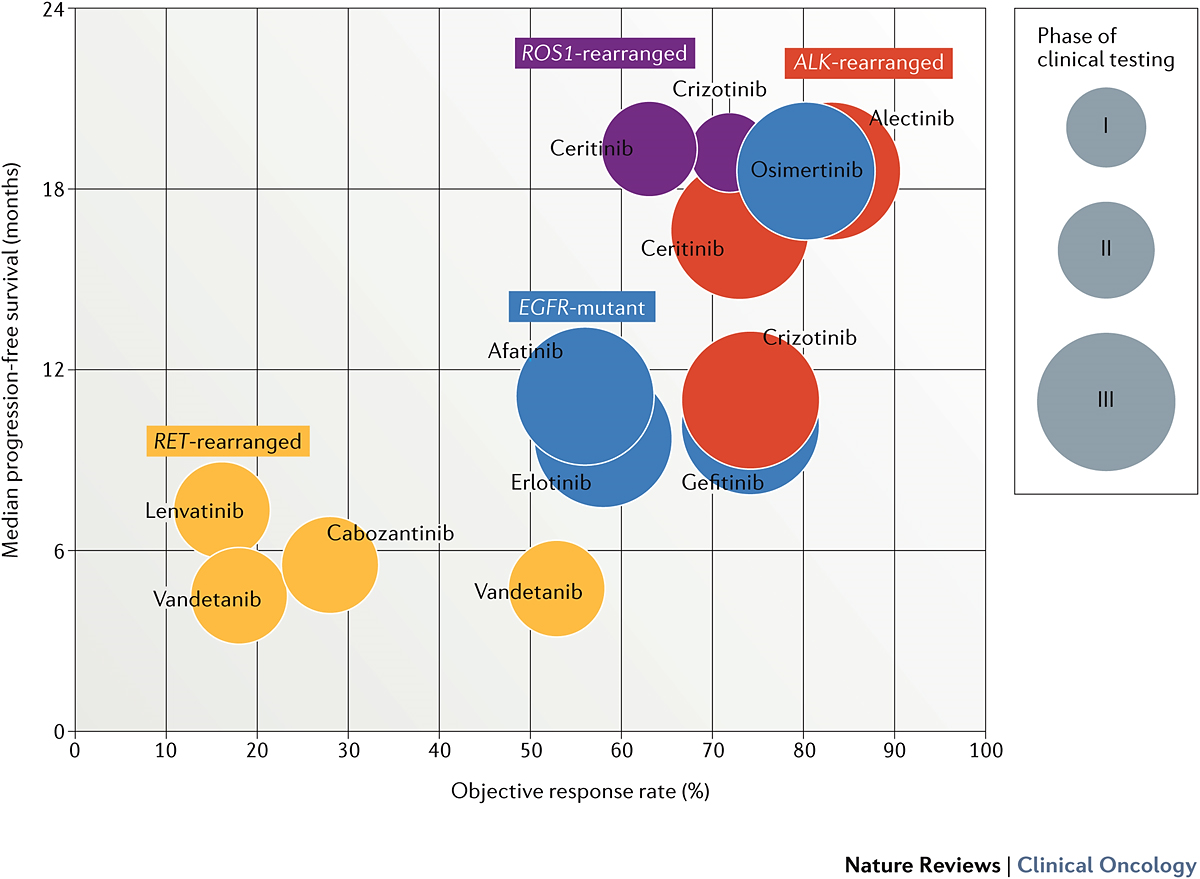 24
ROS1-rearranged
ALK-rearranged
Phase of
clinical testing
Crizotinib
Alectinib
I
Ceritinib
Osimertinib
18
Ceritinib
II
EGFR-mutant
Crizotinib
Afatinib
12
III
Median progression-free survival (months)
RET-rearranged
Erlotinib
Gefitinib
Lenvatinib
Cabozantinib
6
Vandetanib
Vandetanib
0
0 10 20 30 40 50 60 70 80 90 100
Objective response rate (%)
Nature Reviews | Clinical Oncology